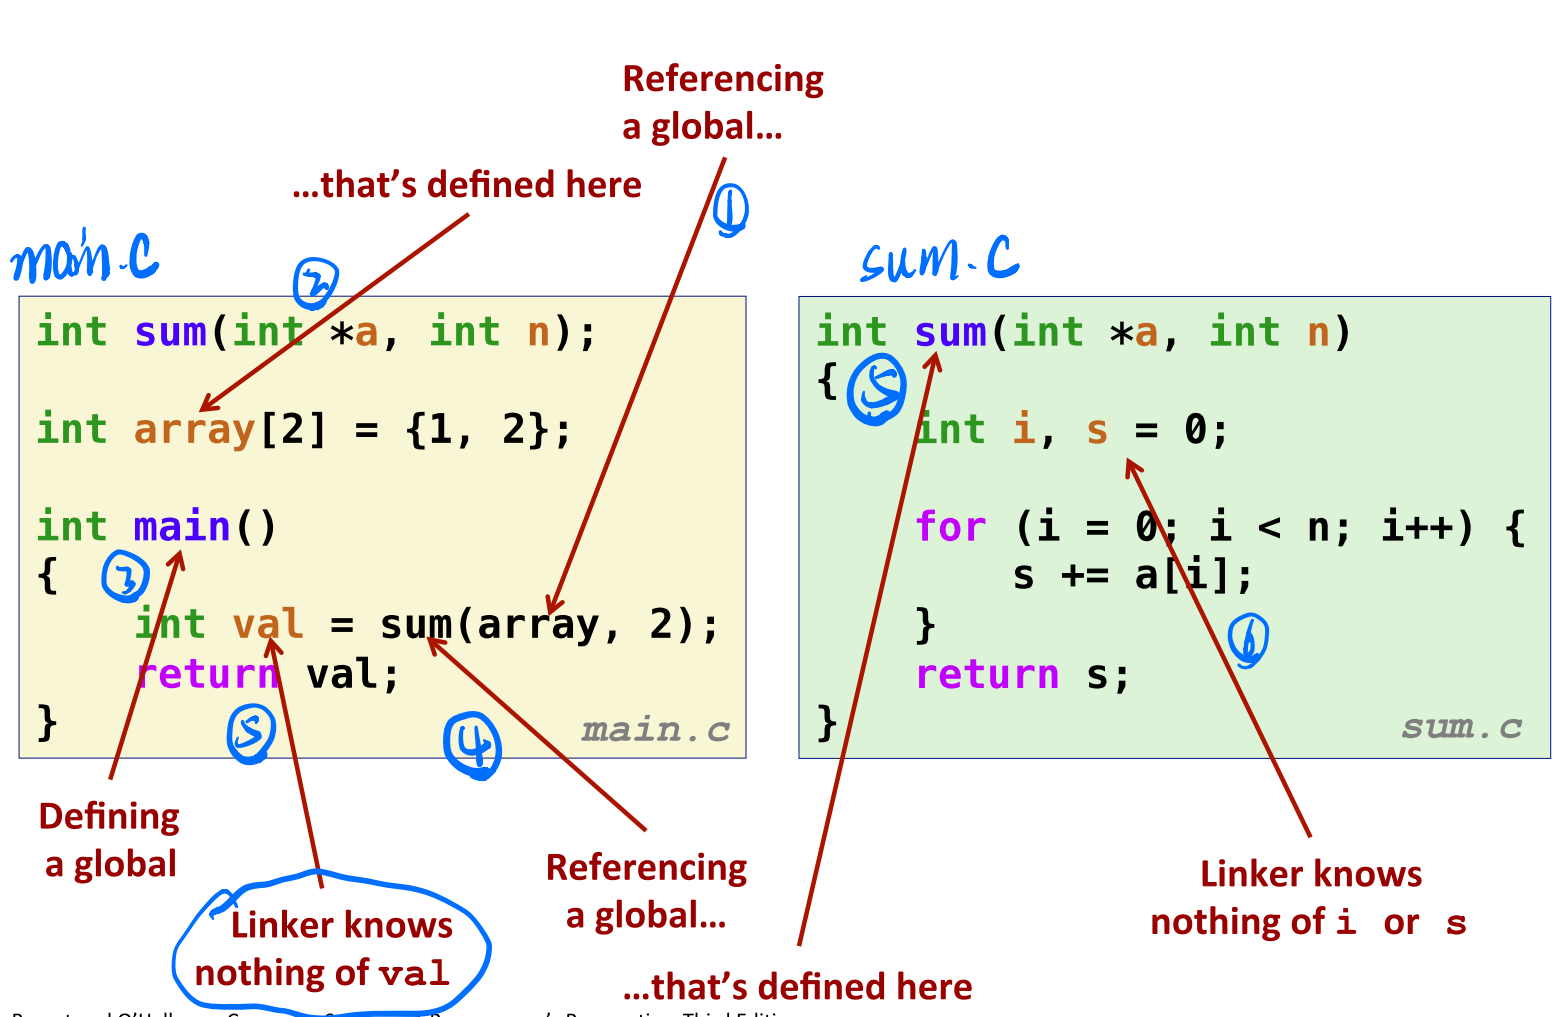 Referencing
a global...
...that's defined here
1
main.c
2
sum.c
int sum(int *a, int n);
int array[2] = {1, 2};
int main()
{
3
int val = sum(array, 2);
return val;
}
5
4
main.c
int sum(int *a, int n)
{
5
int i, s = 0;
for (i = 0; i < n; i++) {
s += a[i];
}
6
return s;
}
sum.c
Defining
a global
Linker knows
nothing of val
Referencing
a global...
...that's defined here
Linker knows
nothing of i or s